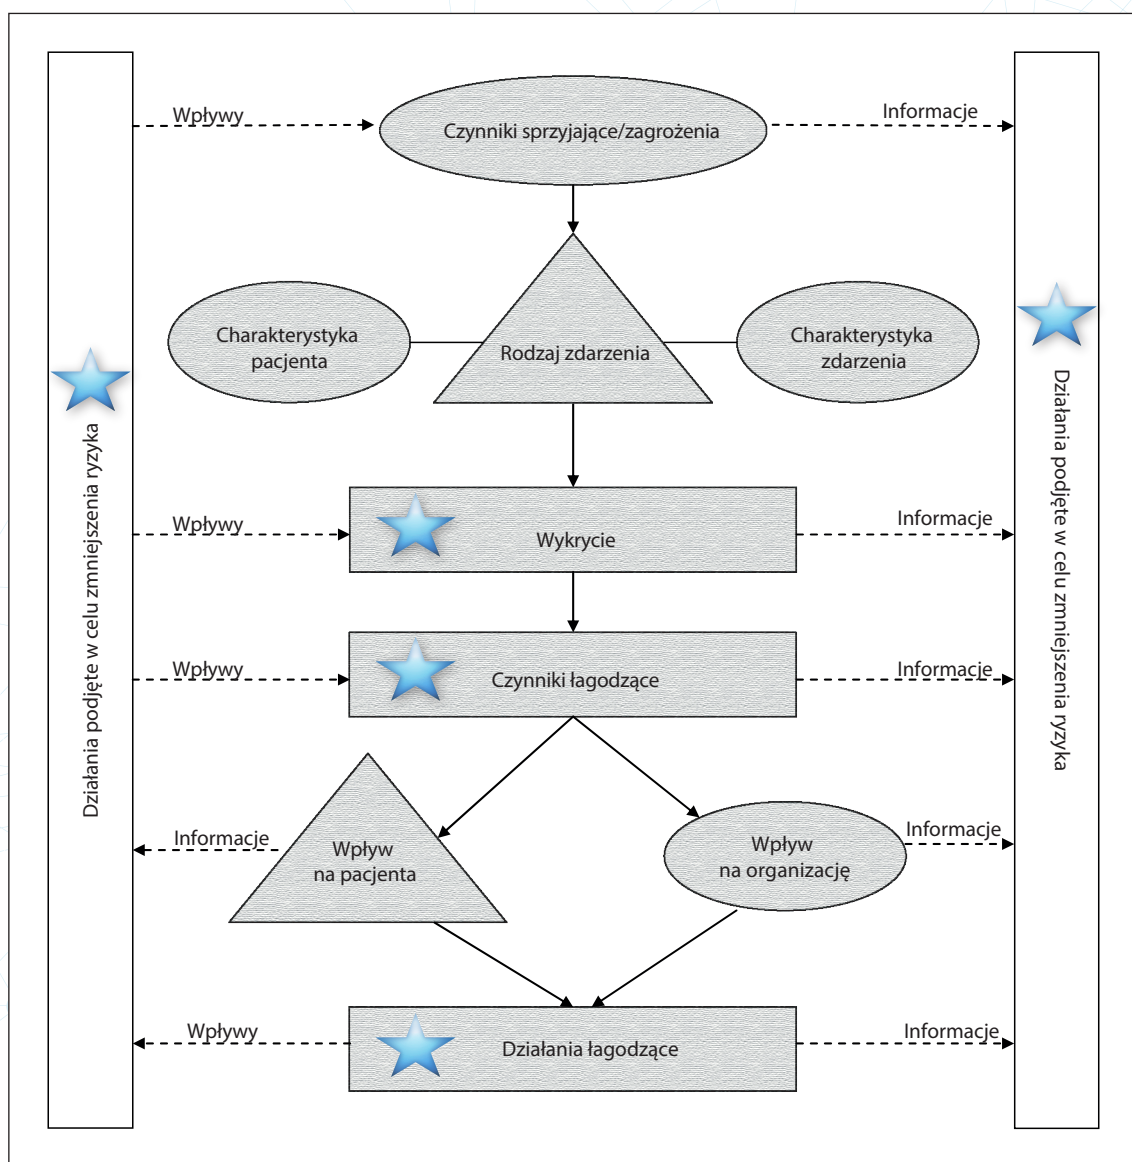 Wpływy
Czynniki sprzyjające/zagrożenia
Informacje
Charakterystyka
pacjenta
Rodzaj zdarzenia
Charakterystyka
zdarzenia
Działania podjęte w celu zmniejszenia ryzyka
Działania podjęte w celu zmniejszenia ryzyka
Wpływy
Wykrycie
Informacje
Wpływy
Czynniki łagodzące
Informacje
Informacje
Wpływ
na pacjenta
Wpływ
na organizację
Informacje
Wpływy
Działania łagodzące
Informacje